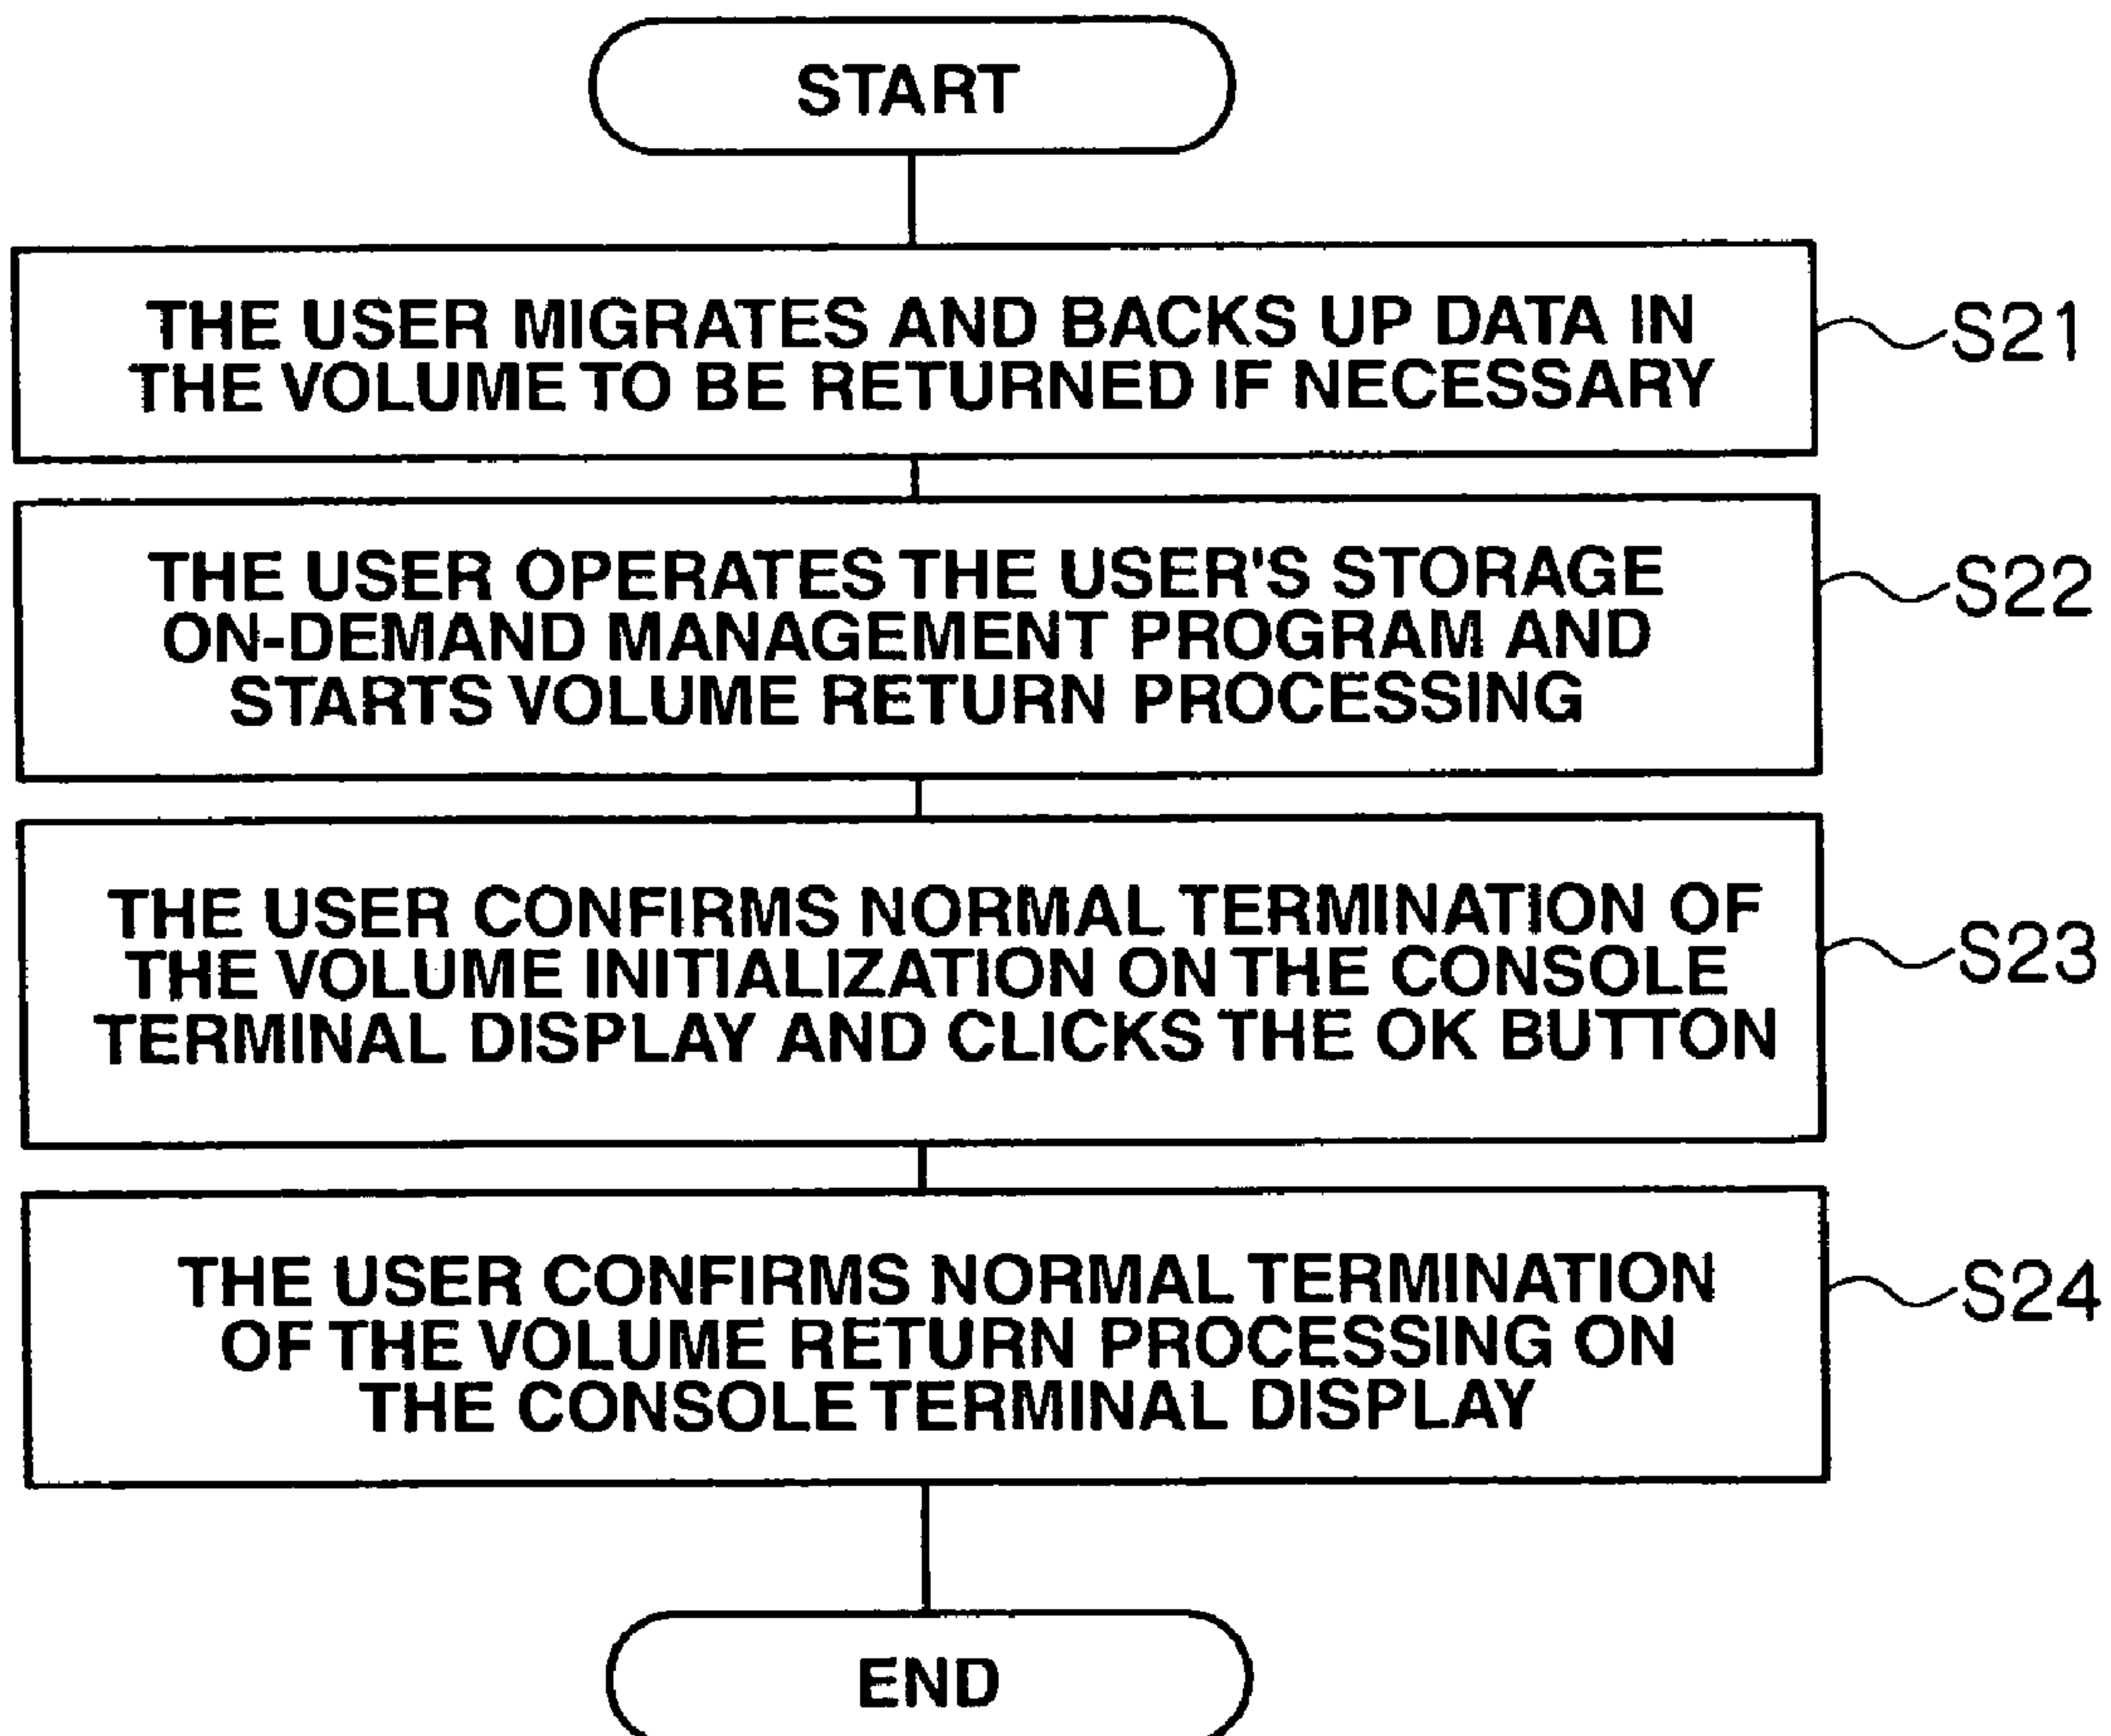 START
THE USER MIGRATES AND BACKS UP DATA IN
THE VOLUME TO BE RETURNED IF NECESSARY
S21
THE USER OPERATES THE USER'S STORAGE
ON-DEMAND MANAGEMENT PROGRAM AND
STARTS VOLUME RETURN PROCESSING
S22
THE USER CONFIRMS NORMAL TERMINATION OF
THE VOLUME INITIALIZATION ON THE CONSOLE
TERMINAL DISPLAY AND CLICKS THE OK BUTTON
S23
THE USER CONFIRMS NORMAL TERMINATION
OF THE VOLUME RETURN PROCESSING ON
THE CONSOLE TERMINAL DISPLAY
S24
END